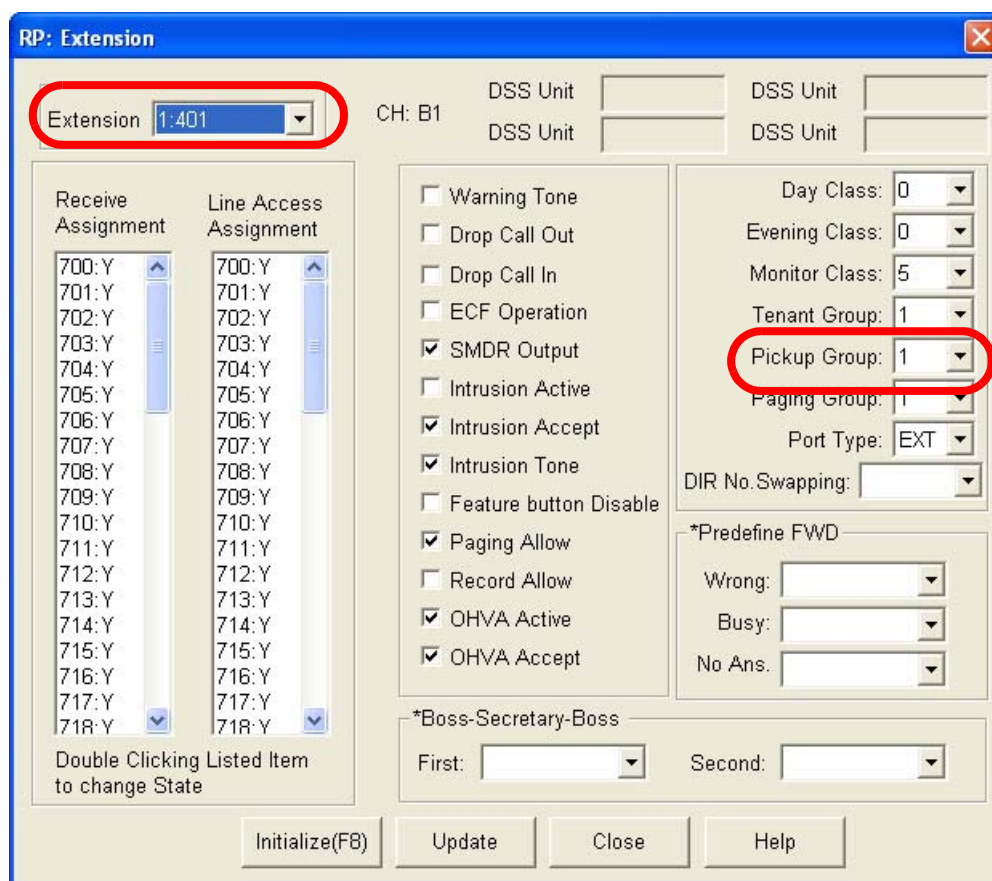 RP: Extension
Extension 1:401
CH: B1
DSS Unit
DSS Unit
DSS Unit
DSS Unit
Receive Assignment
700:Y
701:Y
702:Y
703:Y
704:Y
705:Y
706:Y
707:Y
708:Y
709:Y
710:Y
711:Y
712:Y
713:Y
714:Y
715:Y
716:Y
717:Y
718:Y
Line Access Assignment
700:Y
701:Y
702:Y
703:Y
704:Y
705:Y
706:Y
707:Y
708:Y
709:Y
710:Y
711:Y
712:Y
713:Y
714:Y
715:Y
716:Y
717:Y
718:Y
Double Clicking Listed Item
to change State
Warning Tone
Drop Call Out
Drop Call In
ECF Operation
SMDR Output
Intrusion Active
Intrusion Accept
Intrusion Tone
Feature button Disable
Paging Allow
Record Allow
OHVA Active
OHVA Accept
Day Class: 0
Evening Class: 0
Monitor Class: 5
Tenant Group: 1
Pickup Group: 1
Paging Group: 1
Port Type: EXT
DIR No.Swapping:
*Predefine FWD
Wrong:
Busy:
No Ans.
*Boss-Secretary-Boss
First:
Second:
Initialize(F8)
Update
Close
Help